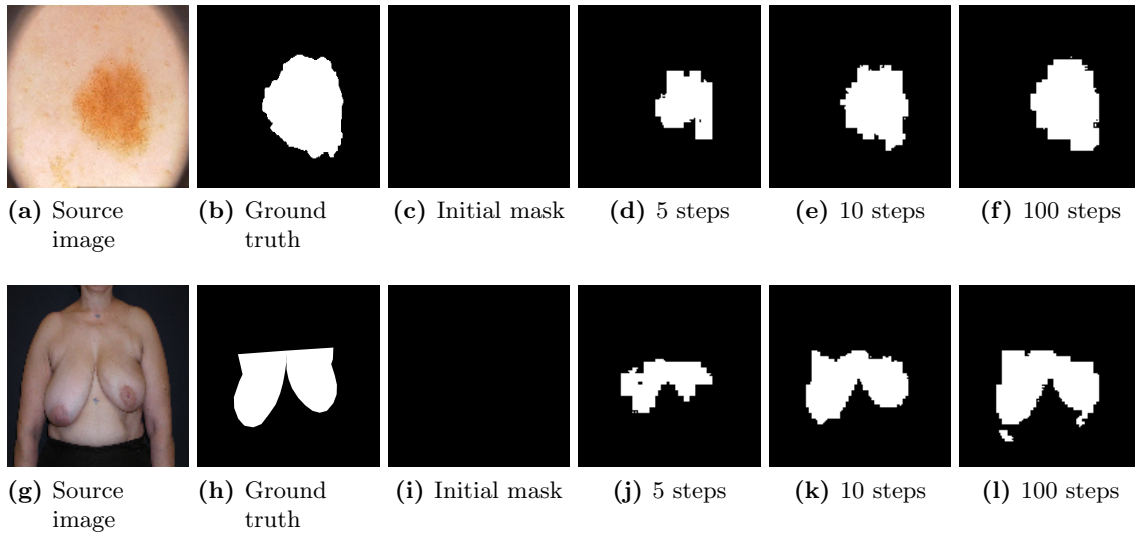 (a) Source image
(b) Ground truth
(c) Initial mask
(d) 5 steps
(e) 10 steps
(f) 100 steps
(g) Source image
(h) Ground truth
(i) Initial mask
(j) 5 steps
(k) 10 steps
(l) 100 steps